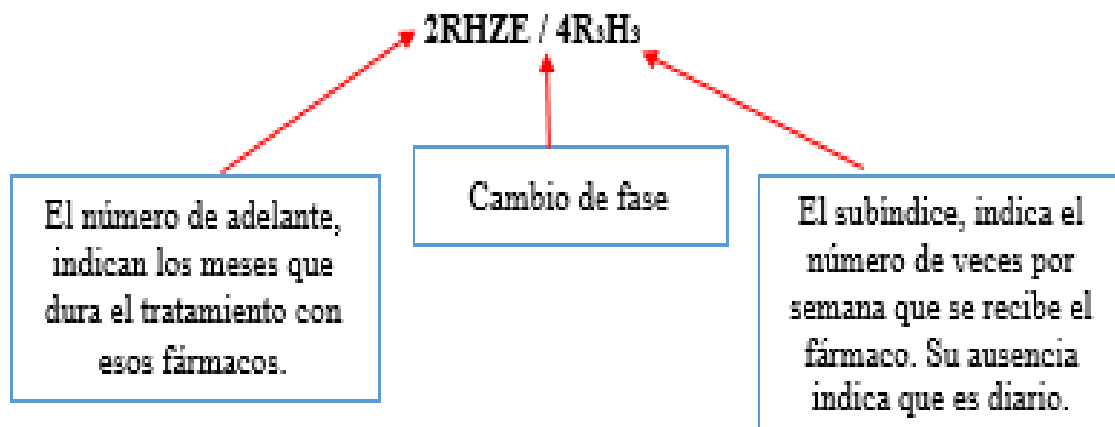 2RHZE / 4R₃H₃
El número de adelante,
indican los meses que
dura el tratamiento con
esos fármacos.
Cambio de fase
El subíndice, indica el
número de veces por
semana que se recibe el
fármaco. Su ausencia
indica que es diario.